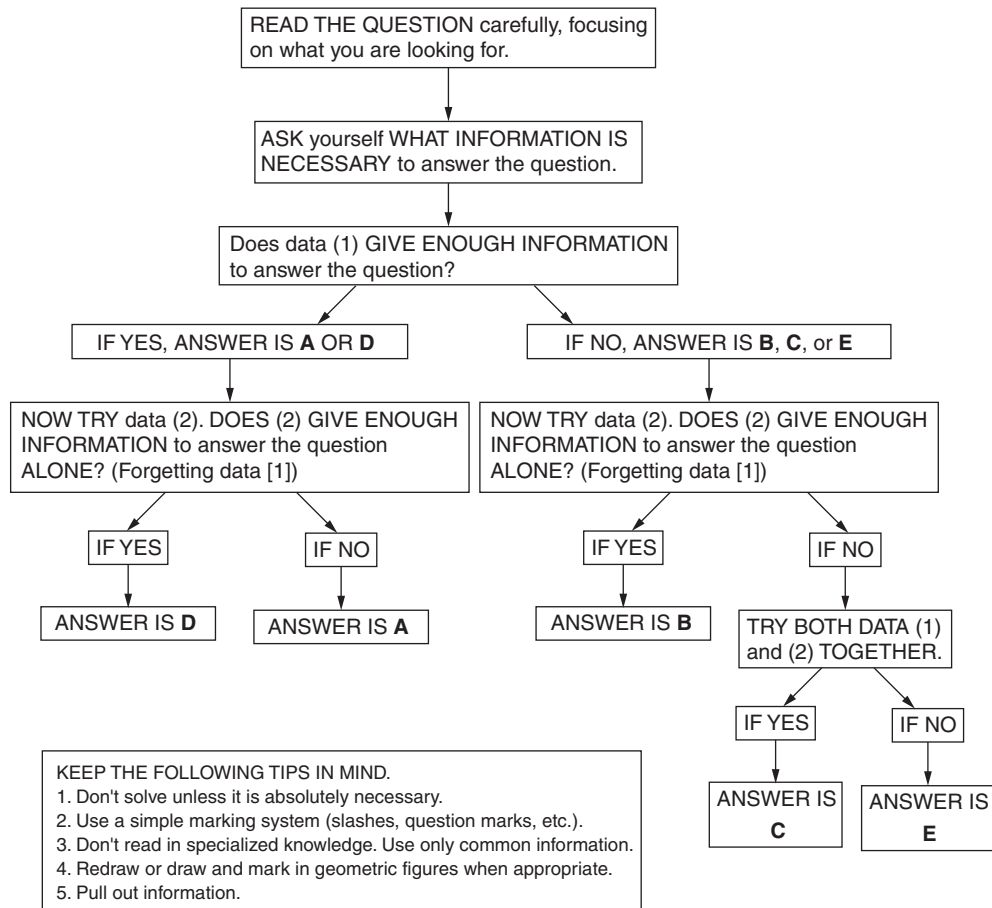 READ THE QUESTION carefully, focusing
on what you are looking for.
ASK yourself WHAT INFORMATION IS
NECESSARY to answer the question.
Does data (1) GIVE ENOUGH INFORMATION
to answer the question?
IF YES, ANSWER IS A OR D
IF NO, ANSWER IS B, C, or E
NOW TRY data (2). DOES (2) GIVE ENOUGH
INFORMATION to answer the question
ALONE? (Forgetting data [1])
NOW TRY data (2). DOES (2) GIVE ENOUGH
INFORMATION to answer the question
ALONE? (Forgetting data [1])
IF YES
IF NO
IF YES
IF NO
ANSWER IS D
ANSWER IS A
ANSWER IS B
TRY BOTH DATA (1)
and (2) TOGETHER.
IF YES
IF NO
ANSWER IS
C
ANSWER IS
E
KEEP THE FOLLOWING TIPS IN MIND.
1. Don't solve unless it is absolutely necessary.
2. Use a simple marking system (slashes, question marks, etc.).
3. Don't read in specialized knowledge. Use only common information.
4. Redraw or draw and mark in geometric figures when appropriate.
5. Pull out information.